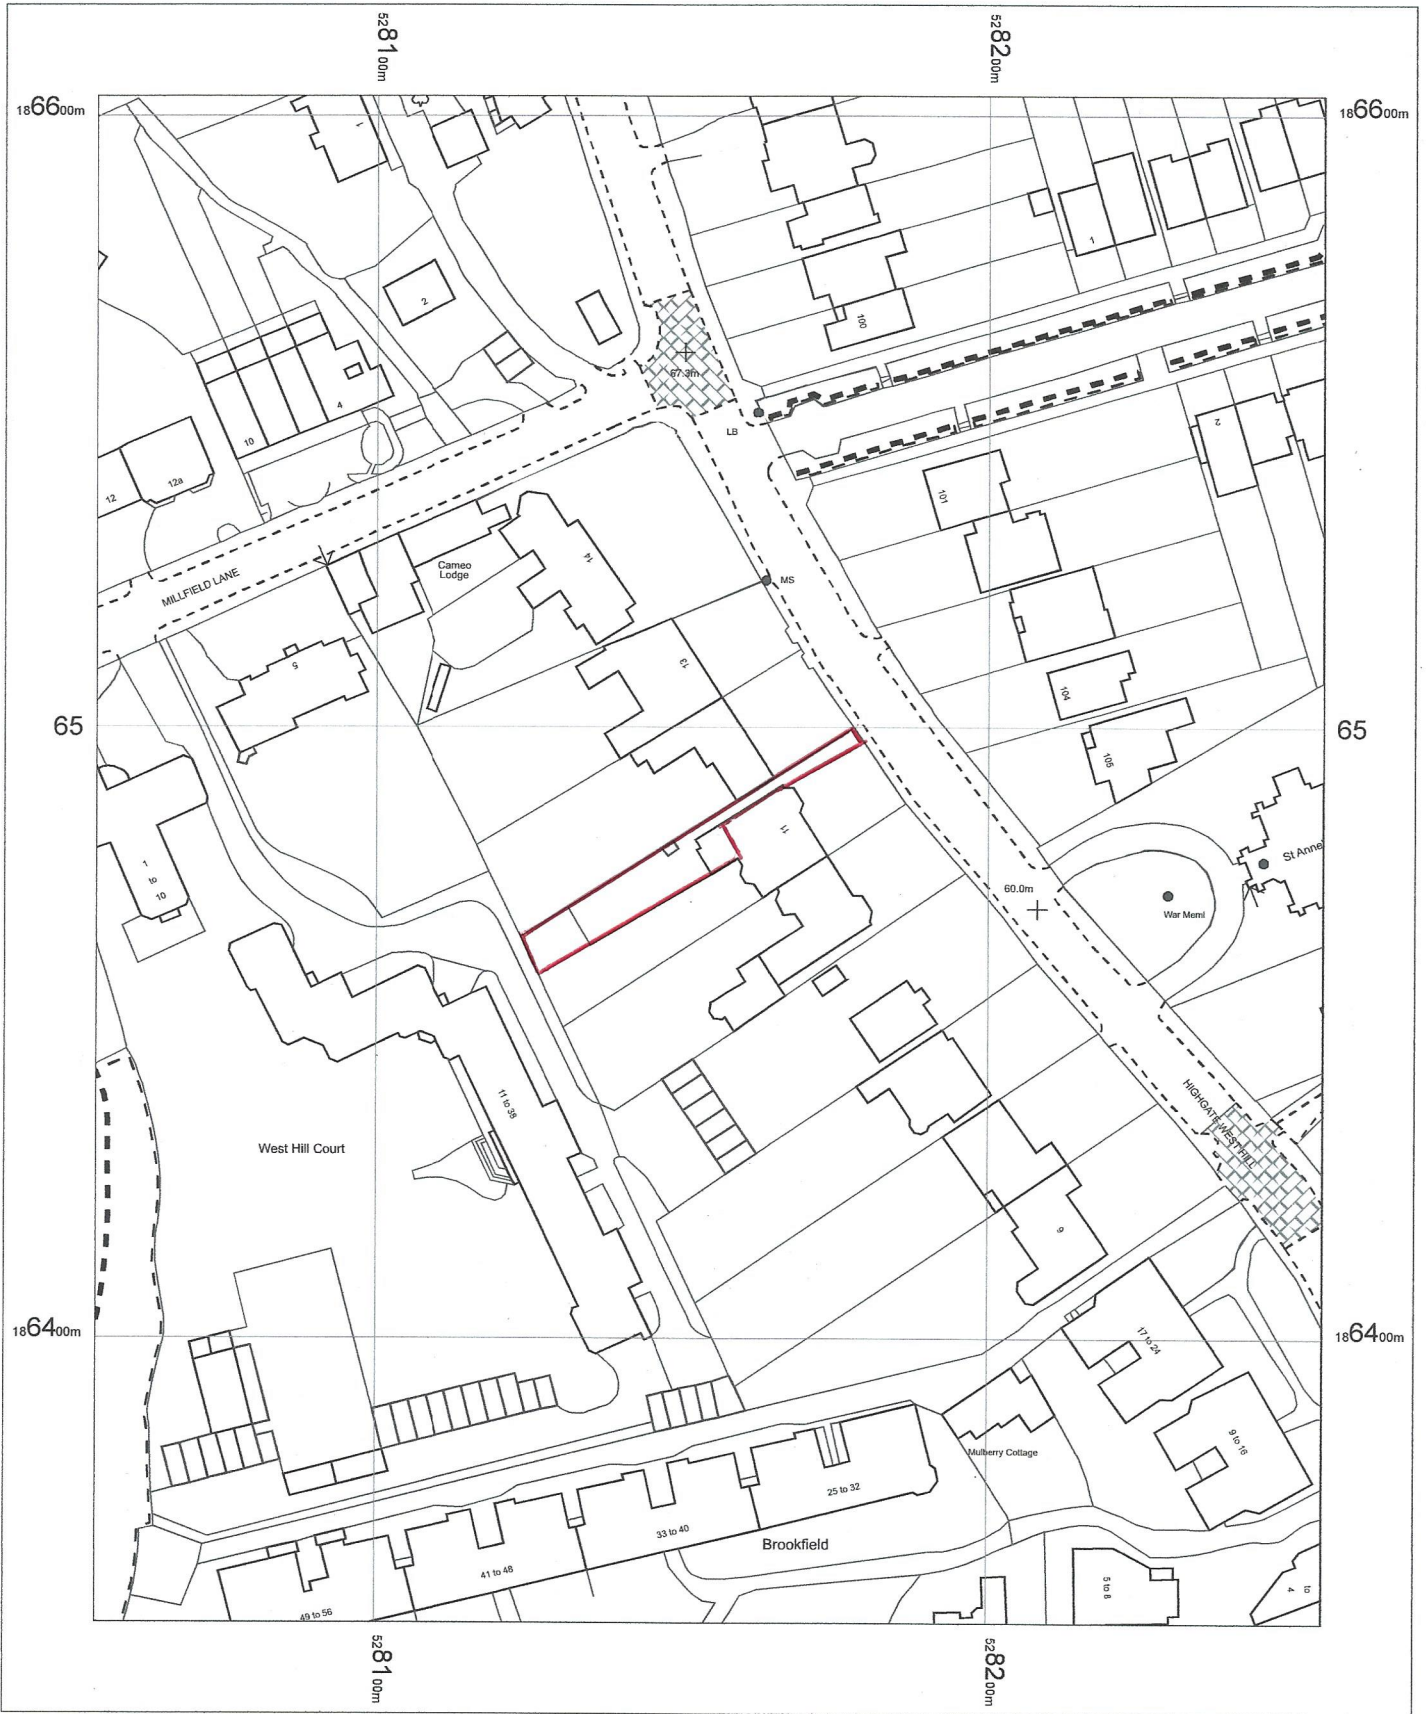 5281 00m
5282 00m
1866 00m
1866 00m
1
2
1
100
67.3m
LB
4
10
12a
12
2
101
14
Cameo
Lodge
MS
MILLFIELD LANE
5
13
104
65
65
105
11
1
to
10
St Anne
60.0m
War Meml
HIGHGATE WEST HILL
11 to 38
West Hill Court
9
1864 00m
1864 00m
17 to 24
9 to 16
Mulberry Cottage
25 to 32
33 to 40
Brookfield
41 to 48
49 to 56
5 to 8
to
4
5281 00m
5282 00m